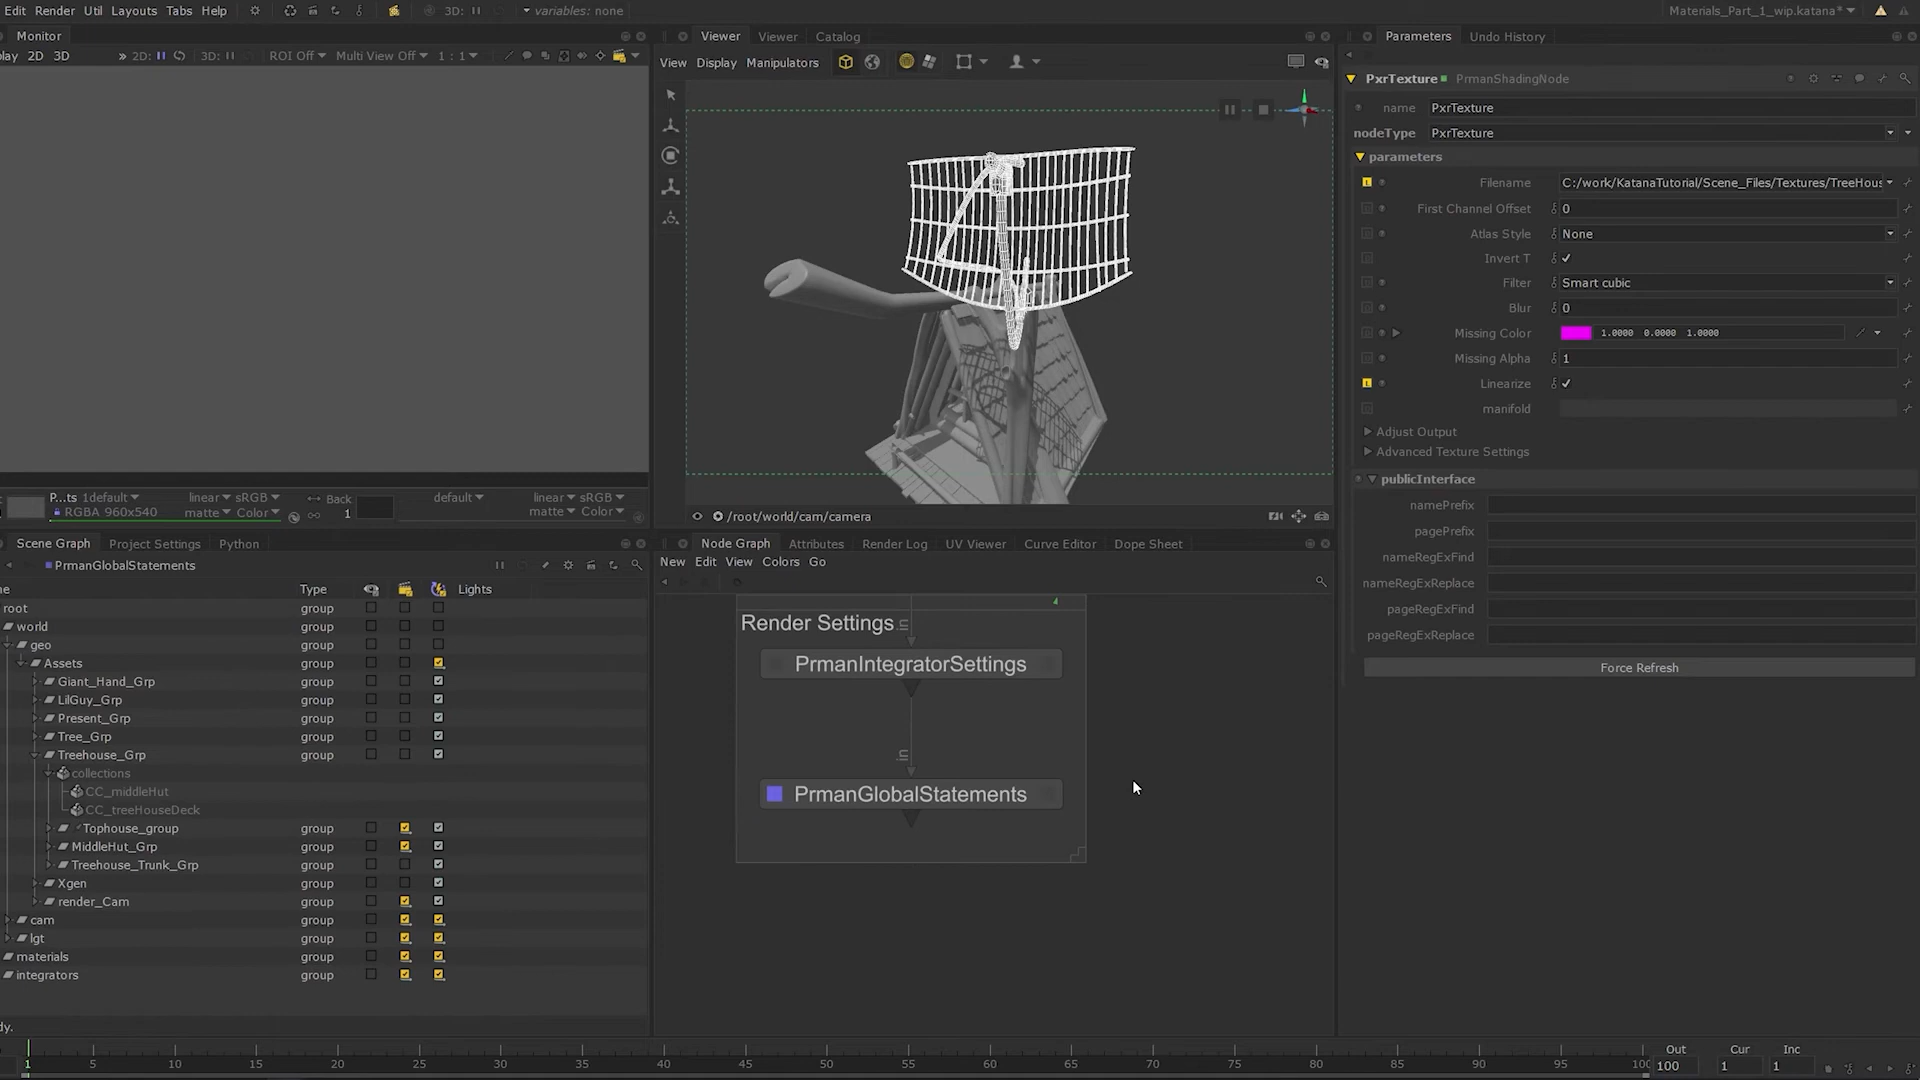 Edit Render Util Layouts Tabs Help 3D: variables: none Materials_Part_1_wip.katana*
Monitor
play 2D 3D » 2D: 3D: ROI Off Multi View Off 1 : 1
P...ts 1default linear sRGB Back default linear sRGB
RGBA 960x540 matte Color 1 matte Color
Viewer Viewer Catalog
View Display Manipulators
/root/world/cam/camera
Scene Graph Project Settings Python
PrmanGlobalStatements
Type Lights
root group
world group
geo group
Assets group
Giant_Hand_Grp group
LilGuy_Grp group
Present_Grp group
Tree_Grp group
Treehouse_Grp group
collections
CC_middleHut
CC_treeHouseDeck
Tophouse_group group
MiddleHut_Grp group
Treehouse_Trunk_Grp group
Xgen group
render_Cam group
cam group
lgt group
materials group
integrators group
Node Graph Attributes Render Log UV Viewer Curve Editor Dope Sheet
New Edit View Colors Go
Render Settings in
PrmanIntegratorSettings
in
PrmanGlobalStatements
Parameters Undo History
PxrTexture PrmanShadingNode
name PxrTexture
nodeType PxrTexture
parameters
Filename C:/work/KatanaTutorial/Scene_Files/Textures/TreeHous
First Channel Offset 0
Atlas Style None
Invert T
Filter Smart cubic
Blur 0
Missing Color 1.0000 0.0000 1.0000
Missing Alpha 1
Linearize
manifold
Adjust Output
Advanced Texture Settings
publicInterface
namePrefix
pagePrefix
nameRegExFind
nameRegExReplace
pageRegExFind
pageRegExReplace
Force Refresh
1 5 10 15 20 25 30 35 40 45 50 55 60 65 70 75 80 85 90 95 100
Out Cur Inc
100 1 1